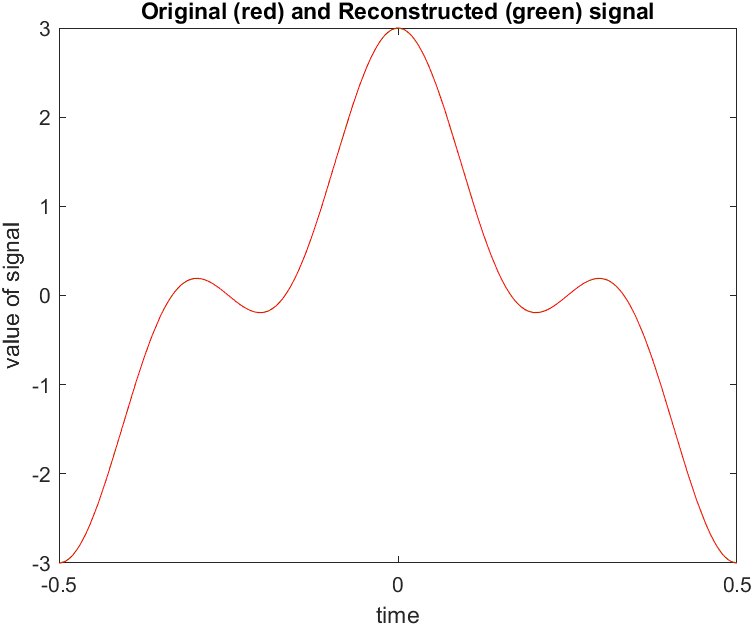 Original (red) and Reconstructed (green) signal
3
2
1
0
-1
-2
-3
value of signal
-0.5 0 0.5
time